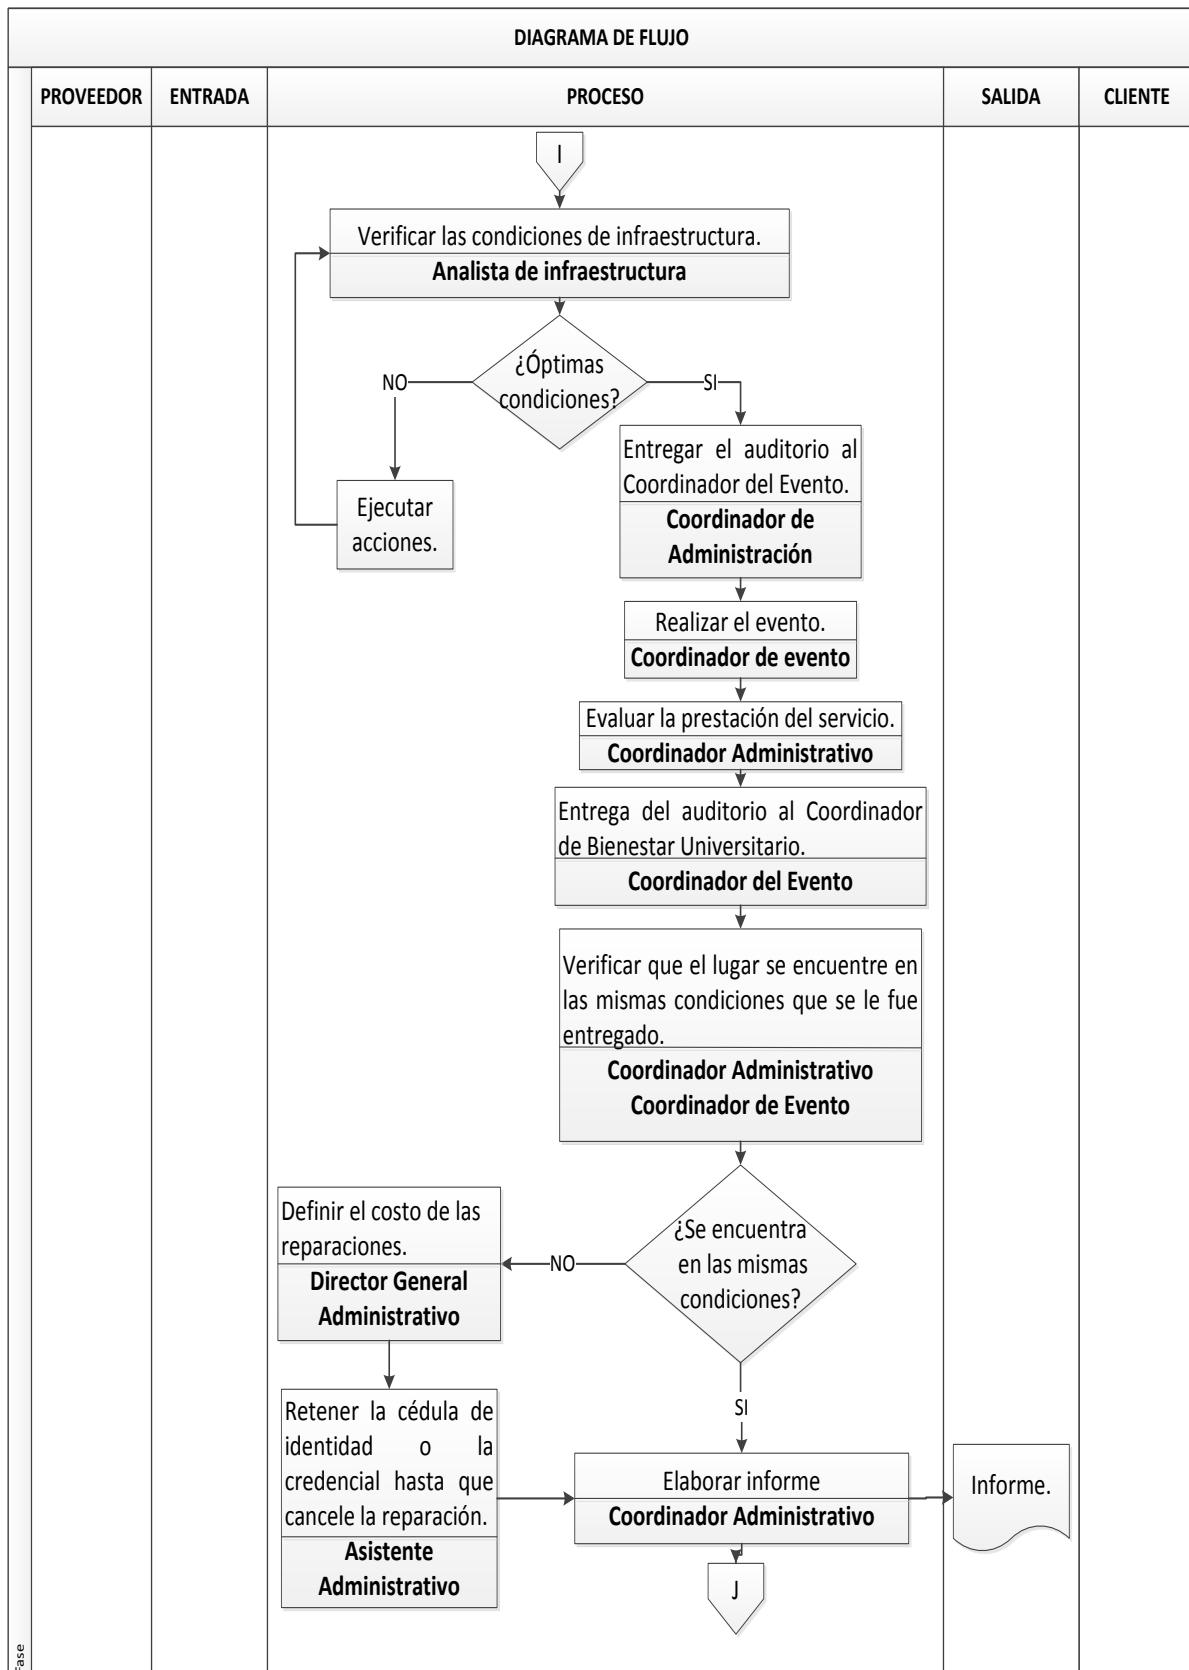 DIAGRAMA DE FLUJO
PROVEEDOR
ENTRADA
PROCESO
SALIDA
CLIENTE
I
Verificar las condiciones de infraestructura.
Analista de infraestructura
¿Óptimas
condiciones?
NO
SI
Entregar el auditorio al
Coordinador del Evento.
Coordinador de
Administración
Ejecutar
acciones.
Realizar el evento.
Coordinador de evento
Evaluar la prestación del servicio.
Coordinador Administrativo
Entrega del auditorio al Coordinador
de Bienestar Universitario.
Coordinador del Evento
Verificar que el lugar se encuentre en
las mismas condiciones que se le fue
entregado.
Coordinador Administrativo
Coordinador de Evento
¿Se encuentra
en las mismas
condiciones?
NO
Definir el costo de las
reparaciones.
Director General
Administrativo
SI
Retener la cédula de
identidad o la
credencial hasta que
cancele la reparación.
Asistente
Administrativo
Elaborar informe
Coordinador Administrativo
Informe.
J
Fase